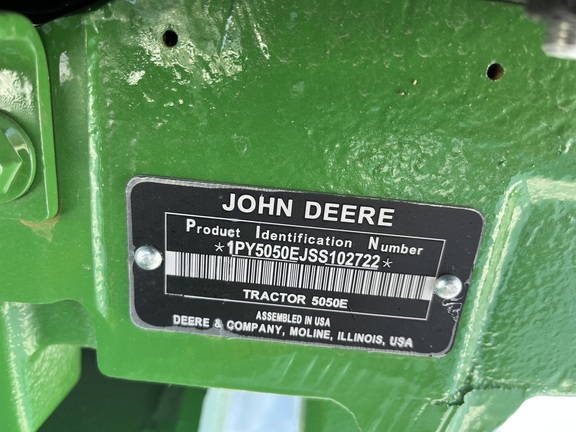 JOHN DEERE
Product Identification Number
*1PY5050EJSS102722*
TRACTOR 5050E
ASSEMBLED IN USA
DEERE & COMPANY, MOLINE, ILLINOIS, USA